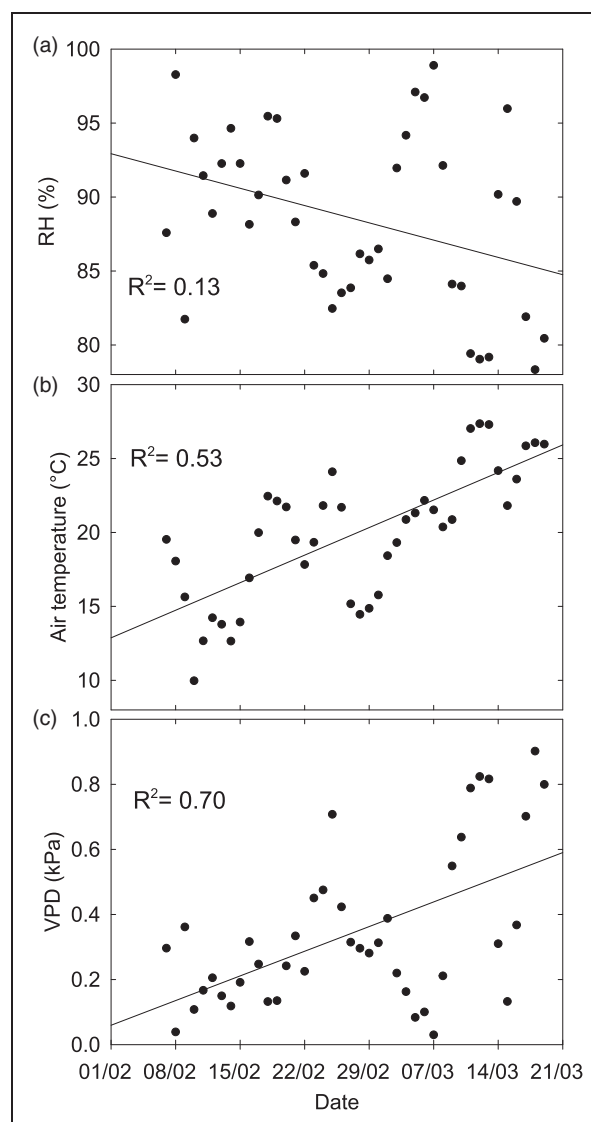 (a)
100
95
90
85
80
RH (%)
R²= 0.13
(b)
30
25
20
15
10
Air temperature (°C)
R²= 0.53
(c)
1.0
0.8
0.6
0.4
0.2
0.0
VPD (kPa)
R²= 0.70
01/02 08/02 15/02 22/02 29/02 07/03 14/03 21/03
Date